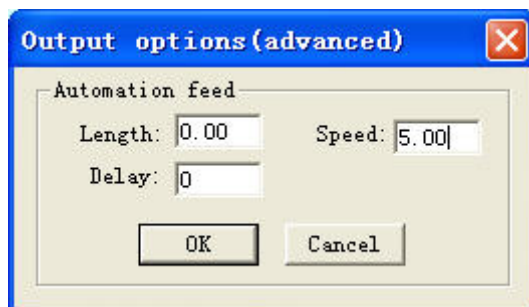 Output options(advanced)
Automation feed
Length: 0.00 Speed: 5.00
Delay: 0
OK Cancel